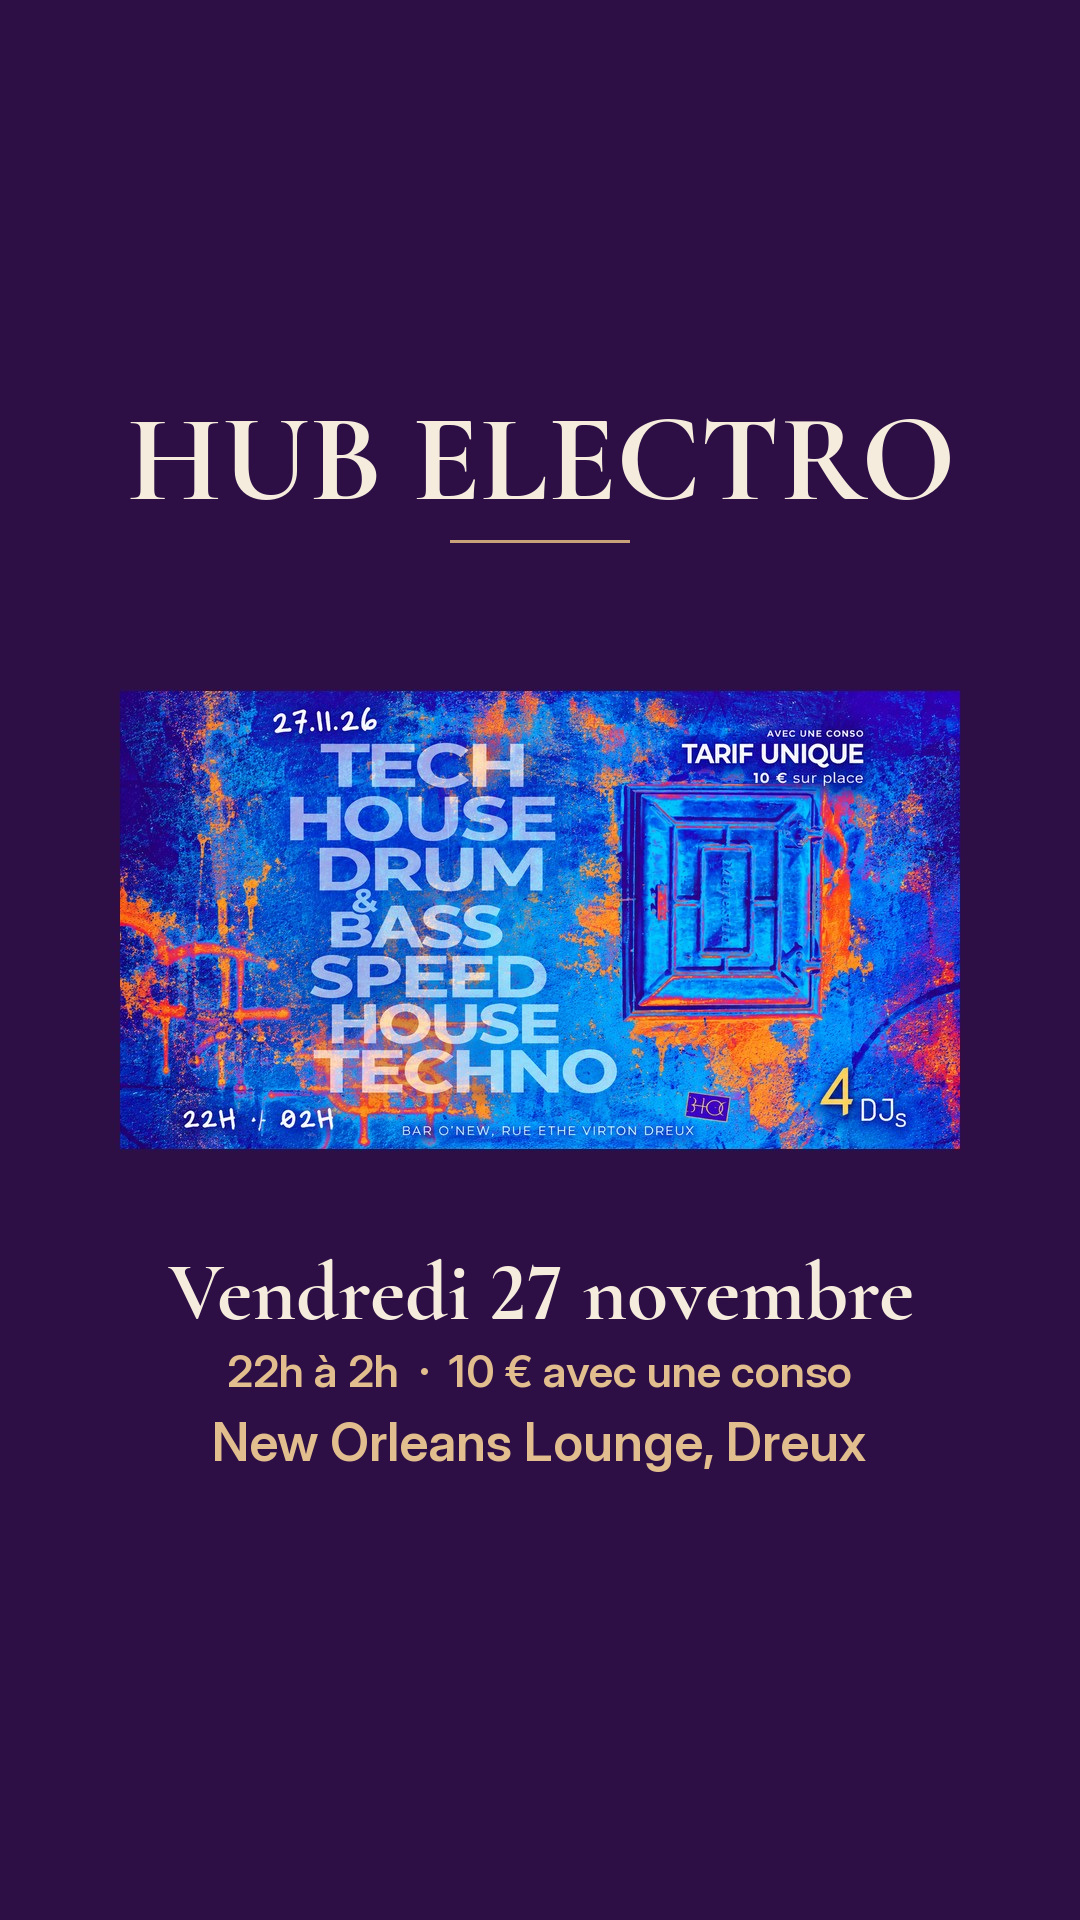 HUB ELECTRO
27.11.26
TECH
HOUSE
DRUM
&
BASS
SPEED
HOUSE
TECHNO
AVEC UNE CONSO
TARIF UNIQUE
10 € sur place
22H -/- 02H
BAR O'NEW, RUE ETHE VIRTON DREUX
HO
4 DJs
Vendredi 27 novembre
22h à 2h · 10 € avec une conso
New Orleans Lounge, Dreux